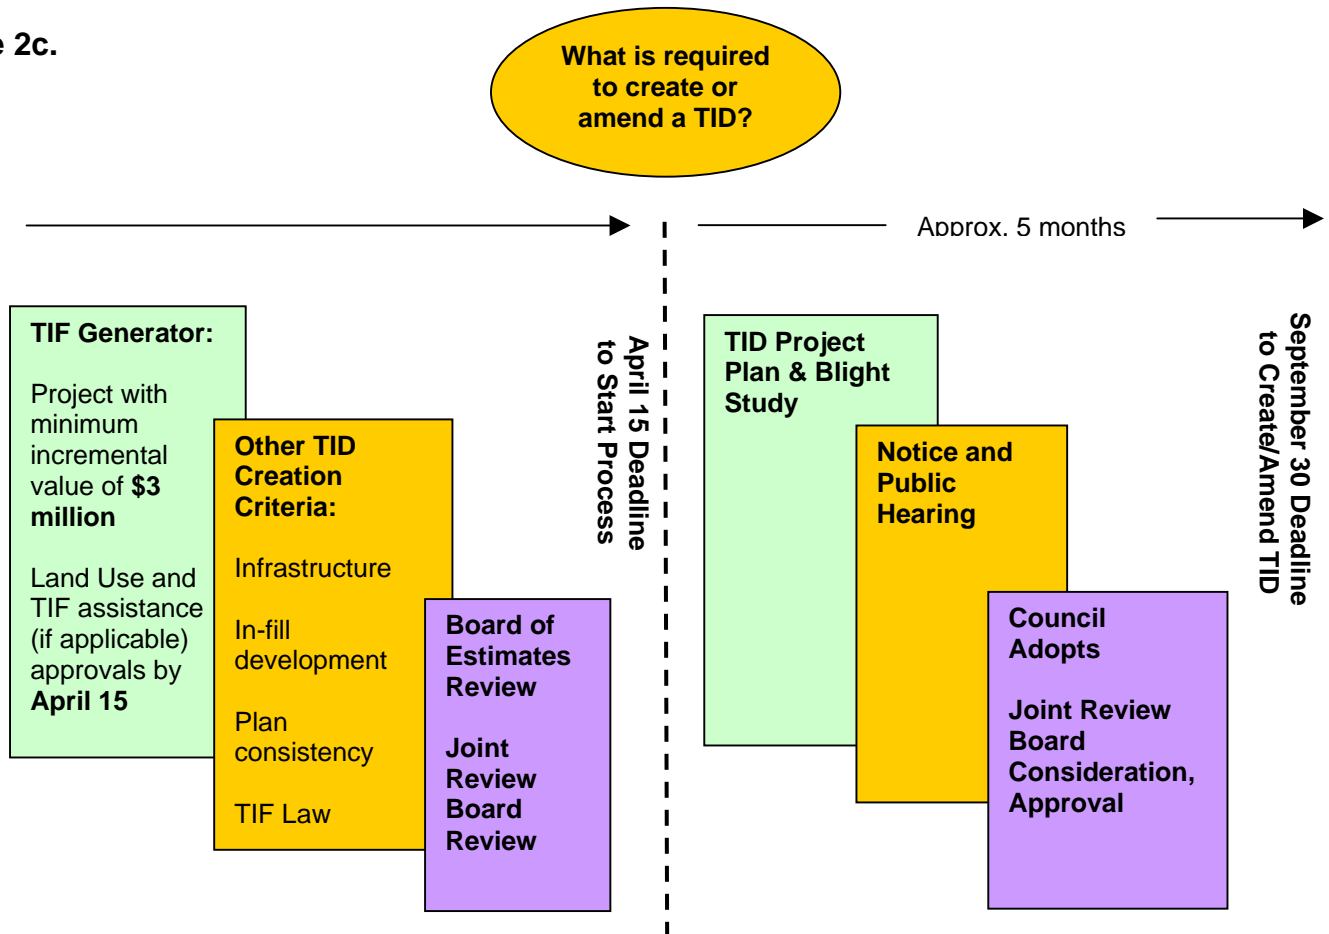 e 2c.
What is required
to create or
amend a TID?
Approx. 5 months
TIF Generator:
Project with
minimum
incremental
value of $3
million
Land Use and
TIF assistance
(if applicable)
approvals by
April 15
Other TID
Creation
Criteria:
Infrastructure
In-fill
development
Plan
consistency
TIF Law
Board of
Estimates
Review
Joint
Review
Board
Review
April 15 Deadline
to Start Process
TID Project
Plan & Blight
Study
Notice and
Public
Hearing
Council
Adopts
Joint Review
Board
Consideration,
Approval
September 30 Deadline
to Create/Amend TID